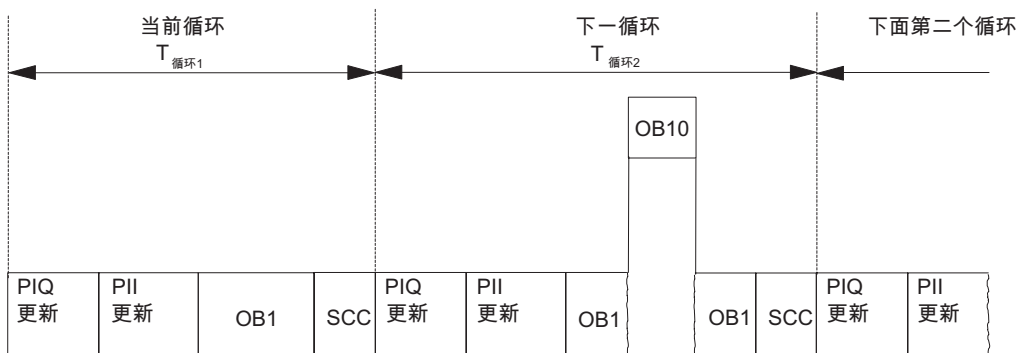 当前循环
T循环1
下一循环
T循环2
下面第二个循环
OB10
PIQ
更新
PII
更新
OB1
SCC
PIQ
更新
PII
更新
OB1
OB1
SCC
PIQ
更新
PII
更新